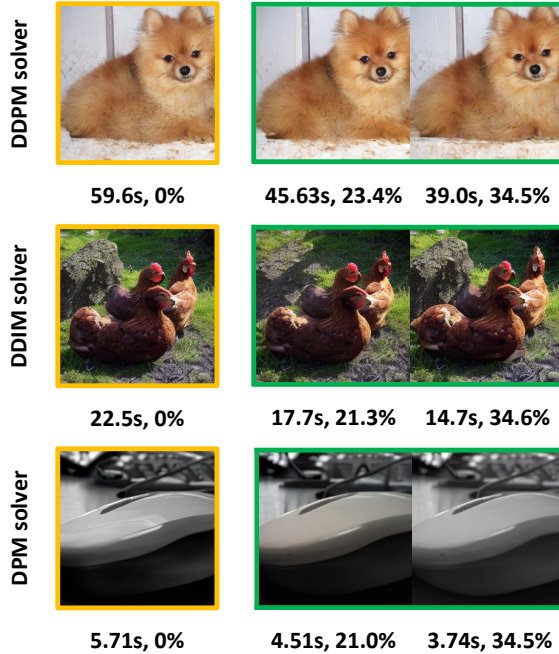 DDPM solver
59.6s, 0%
45.63s, 23.4%
39.0s, 34.5%
DDIM solver
22.5s, 0%
17.7s, 21.3%
14.7s, 34.6%
DPM solver
5.71s, 0%
4.51s, 21.0%
3.74s, 34.5%